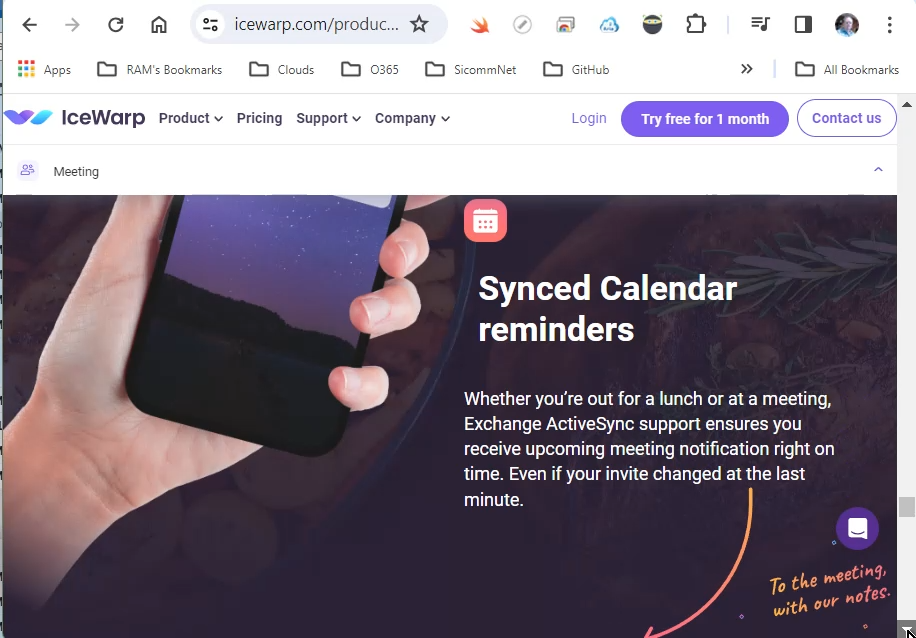 icewarp.com/produc...
Apps
RAM's Bookmarks
Clouds
O365
SicommNet
GitHub
All Bookmarks
IceWarp
Product
Pricing
Support
Company
Login
Try free for 1 month
Contact us
Meeting
Synced Calendar
reminders
Whether you’re out for a lunch or at a meeting,
Exchange ActiveSync support ensures you
receive upcoming meeting notification right on
time. Even if your invite changed at the last
minute.
To the meeting,
with our notes.